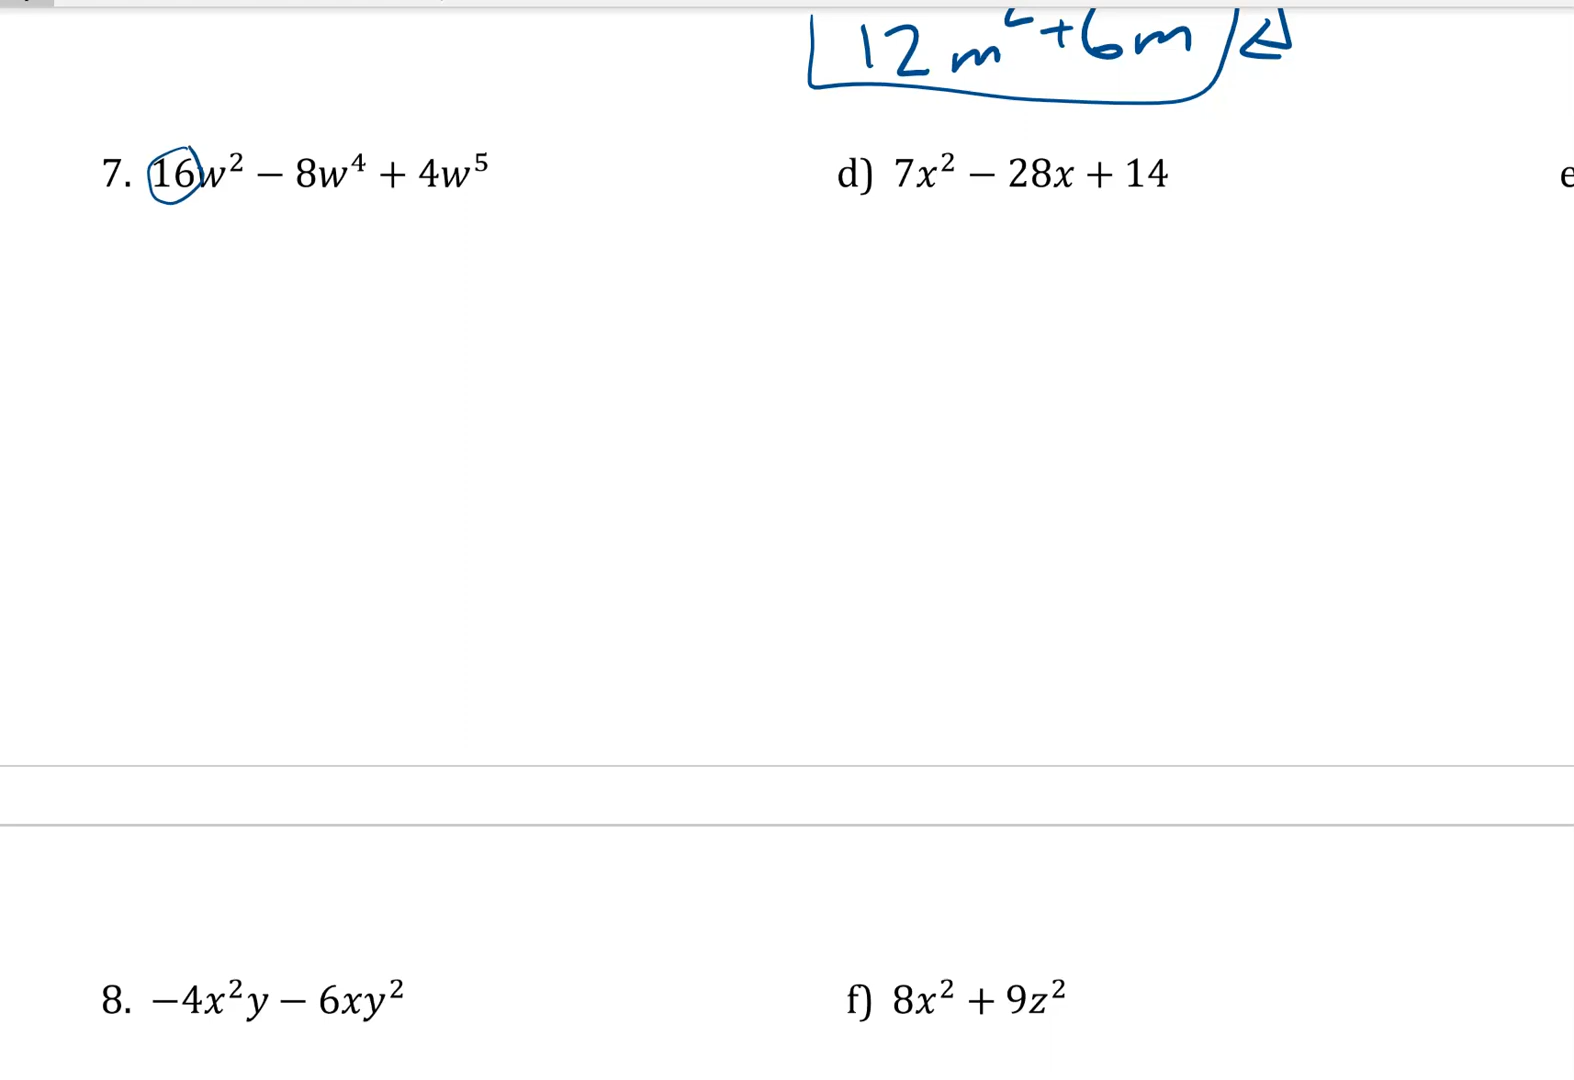 12m²+6m
7. 16w² − 8w⁴ + 4w⁵
d) 7x² − 28x + 14
e
8. −4x²y − 6xy²
f) 8x² + 9z²